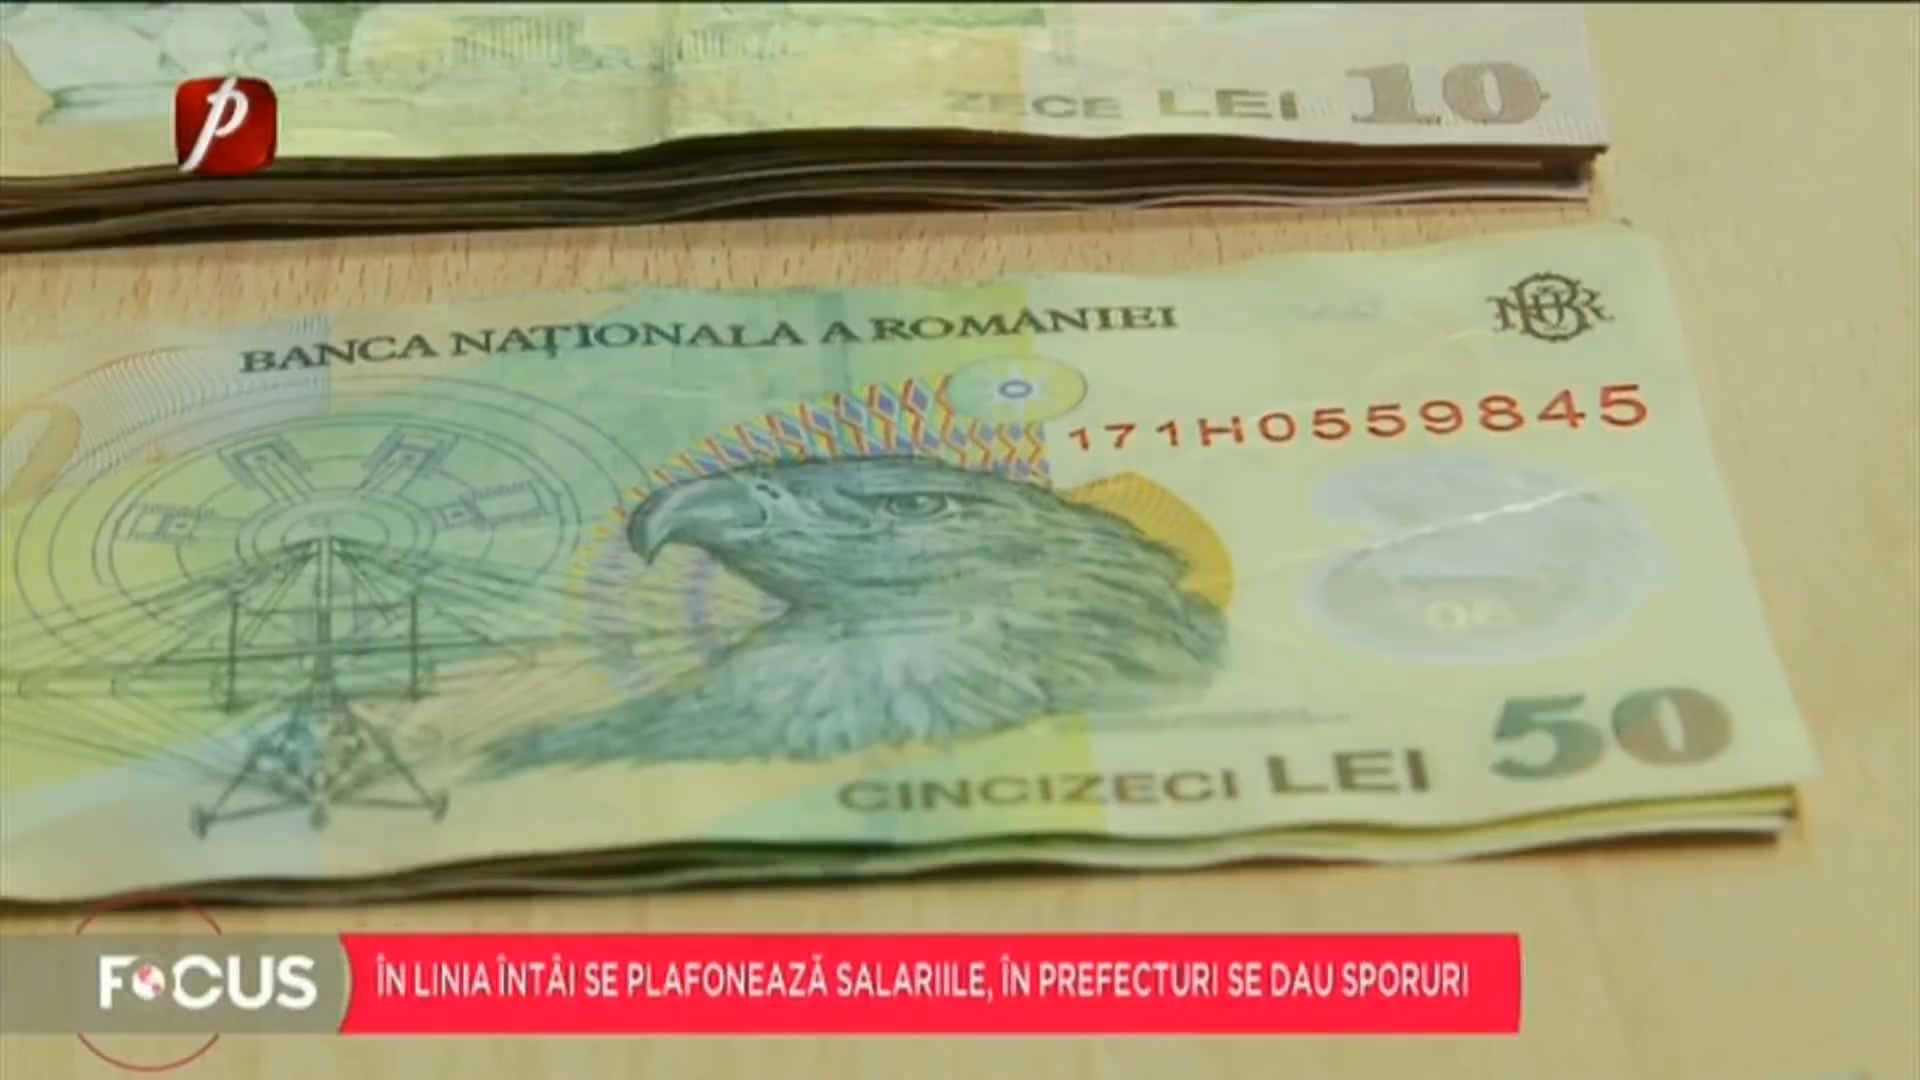 ZECE LEI 10
BANCA NAȚIONALA A ROMANIEI
171H0559845
CINCIZECI LEI 50
FOCUS
ÎN LINIA ÎNTÂI SE PLAFONEAZĂ SALARIILE, ÎN PREFECTURI SE DAU SPORURI